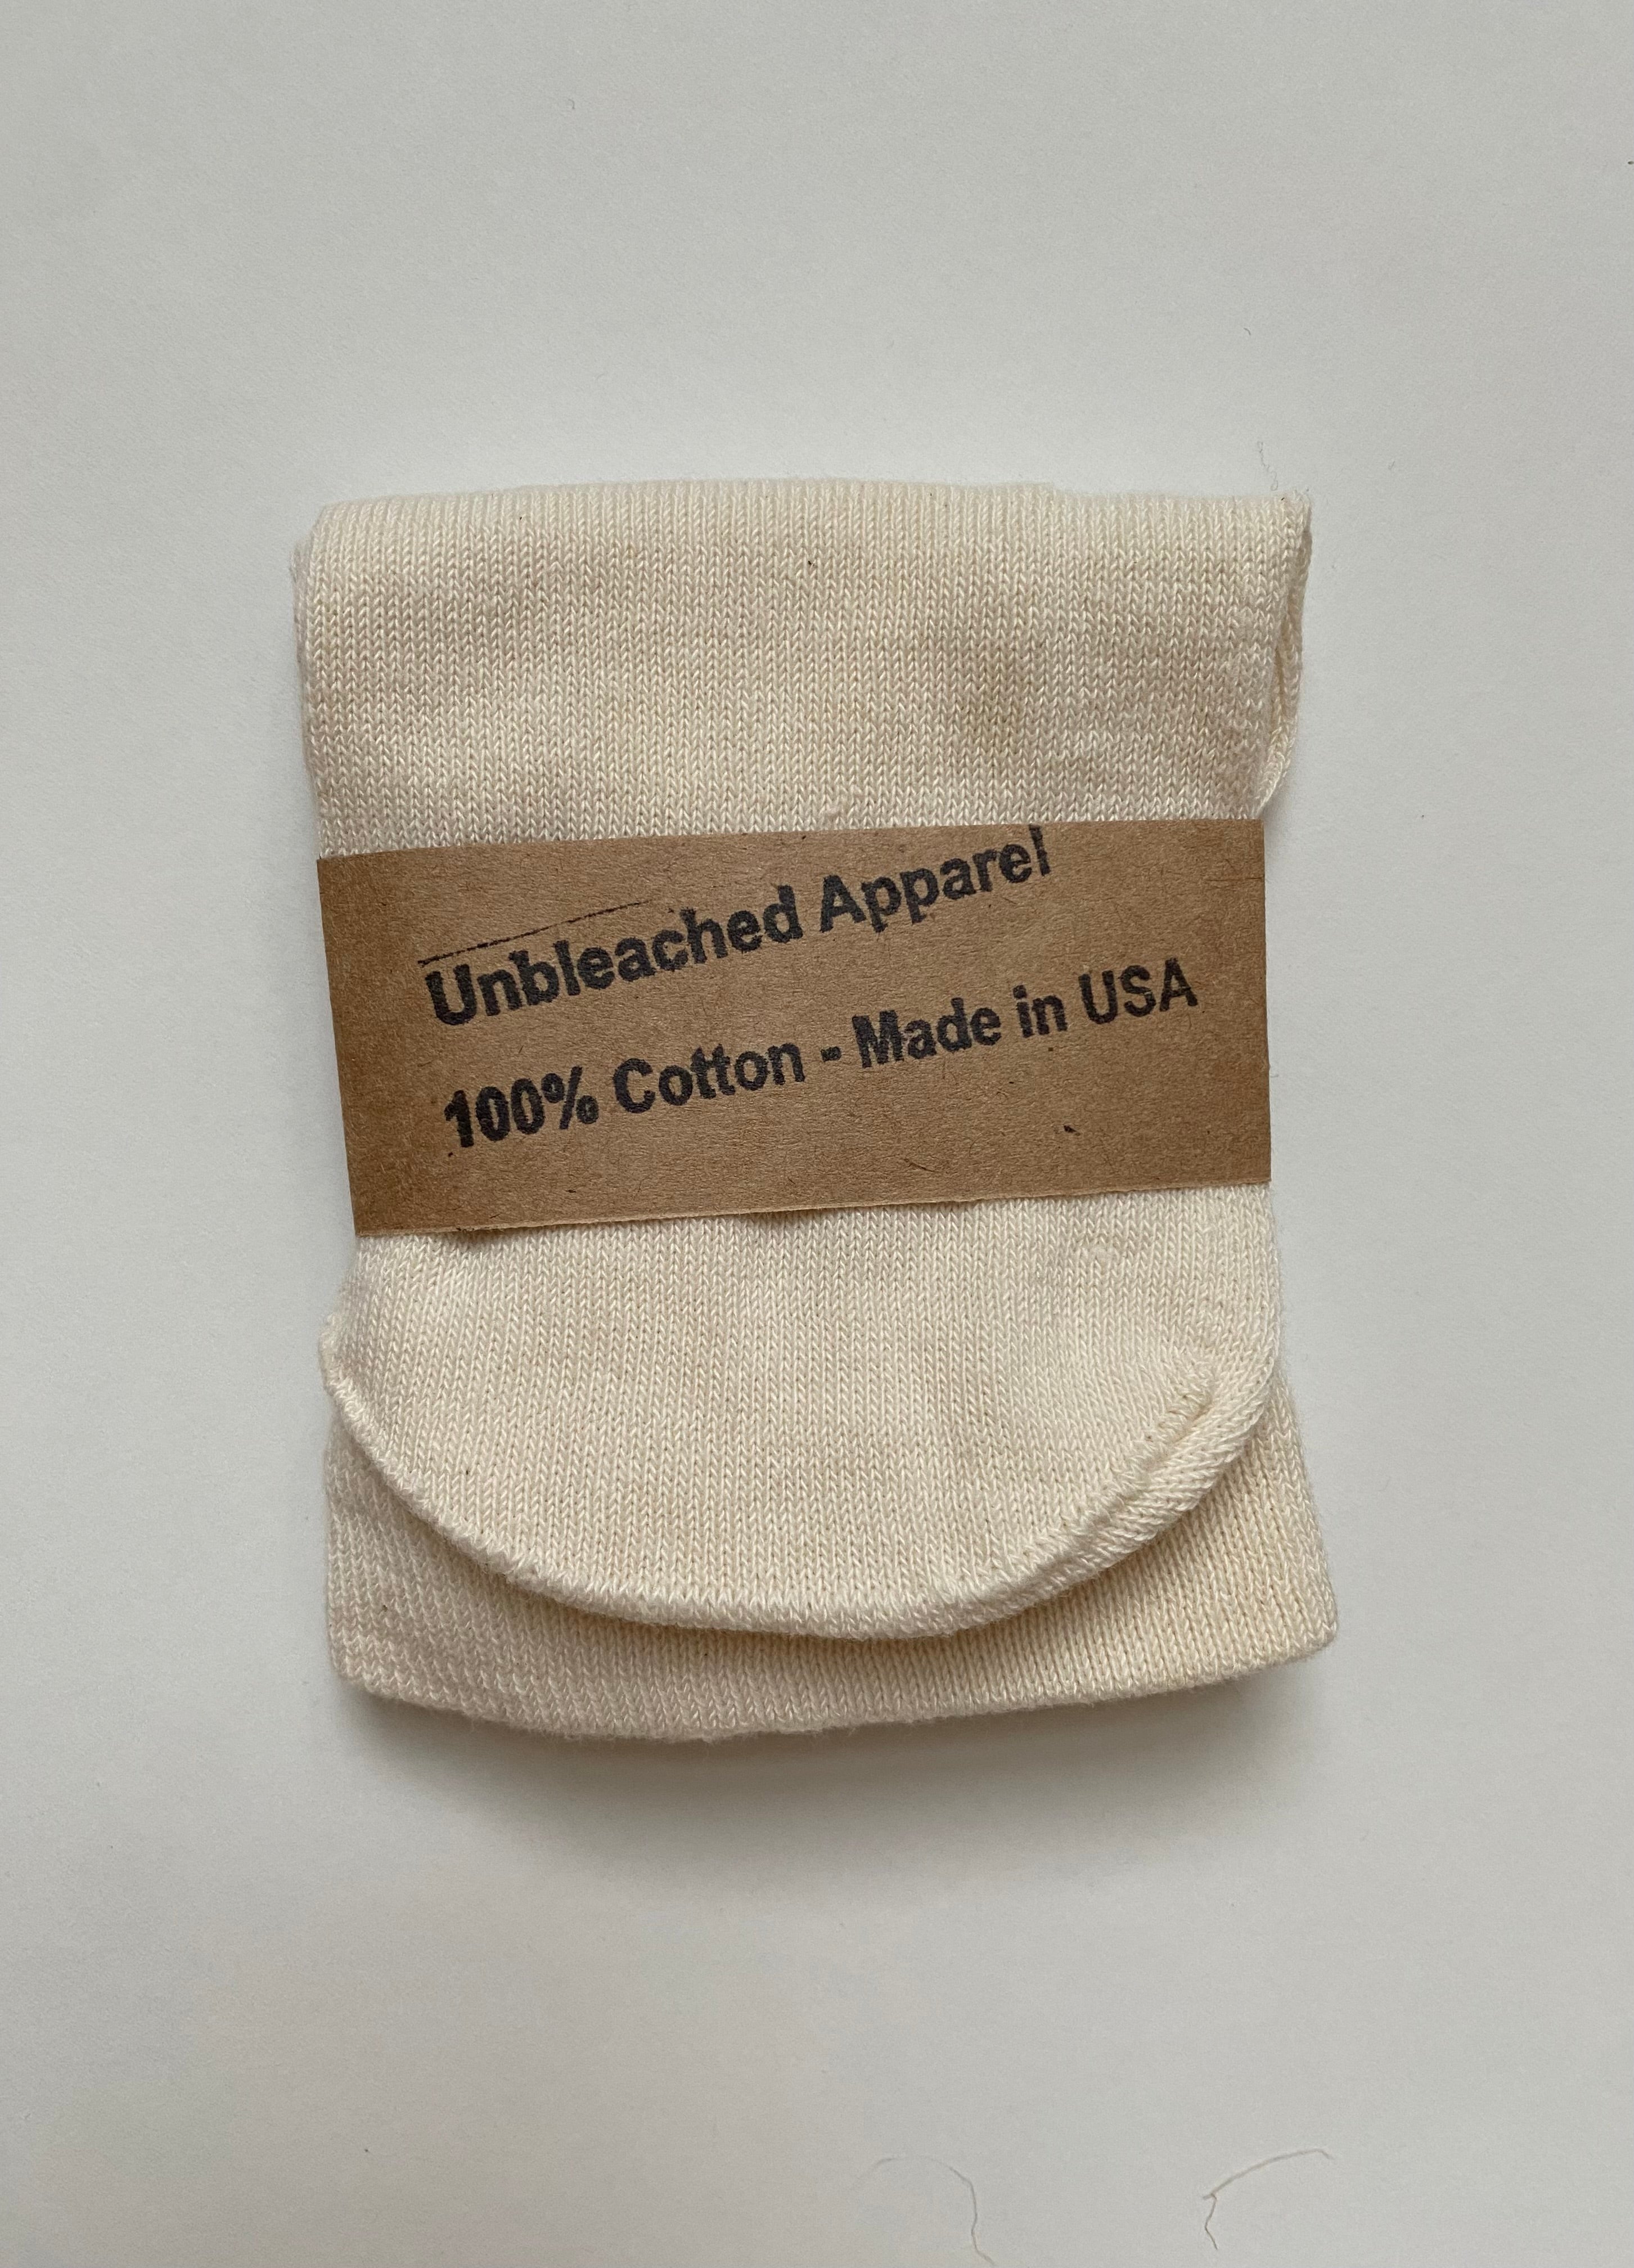 Unbleached Apparel
100% Cotton - Made in USA